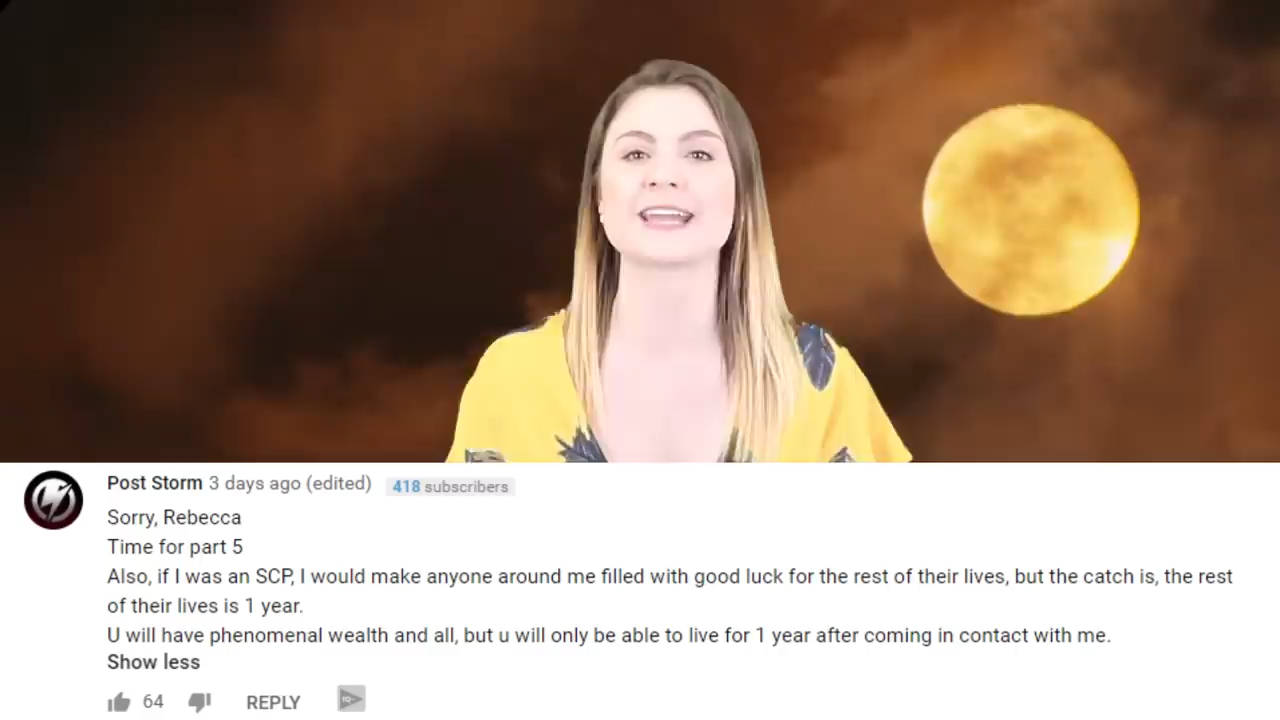 Post Storm 3 days ago (edited) 418 subscribers
Sorry, Rebecca
Time for part 5
Also, if I was an SCP, I would make anyone around me filled with good luck for the rest of their lives, but the catch is, the rest
of their lives is 1 year.
U will have phenomenal wealth and all, but u will only be able to live for 1 year after coming in contact with me.
Show less
64 REPLY